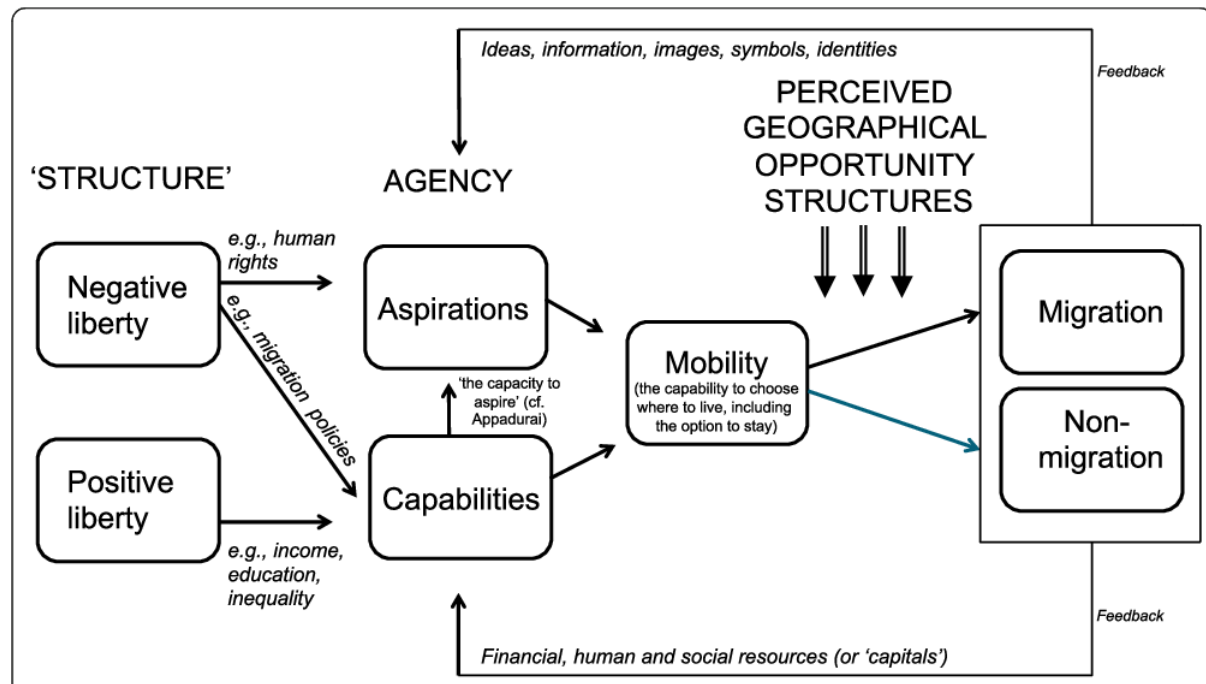 Ideas, information, images, symbols, identities
Feedback
PERCEIVED
GEOGRAPHICAL
OPPORTUNITY
STRUCTURES
‘STRUCTURE’
AGENCY
e.g., human
rights
Negative
liberty
e.g., migration policies
Aspirations
‘the capacity to
aspire’ (cf.
Appadurai)
Mobility
(the capability to choose
where to live, including
the option to stay)
Migration
Non-
migration
Positive
liberty
Capabilities
e.g., income,
education,
inequality
Feedback
Financial, human and social resources (or ‘capitals’)